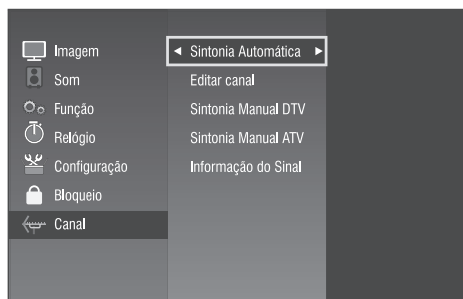 Imagem
Som
Função
Relógio
Configuração
Bloqueio
Canal
Sintonia Automática
Editar canal
Sintonia Manual DTV
Sintonia Manual ATV
Informação do Sinal